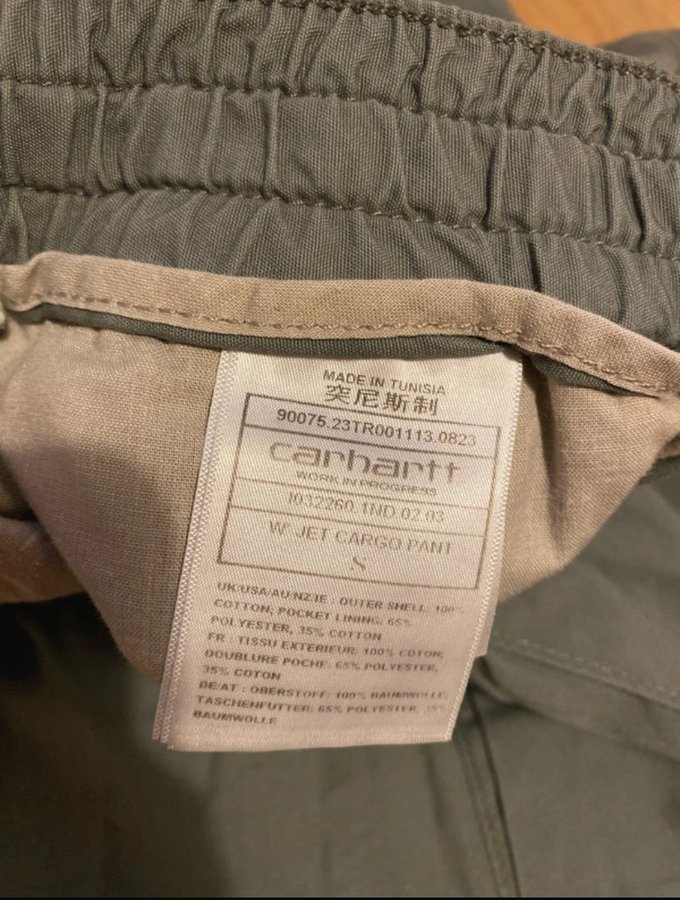 MADE IN TUNISIA
突尼斯制
90075.23TR001113.0823
carhartt
WORK IN PROGRESS
I032260.1ND.02.03
W' JET CARGO PANT
S
UK/USA/AU/NZ/IE : OUTER SHELL: 100%
COTTON; POCKET LINING: 65%
POLYESTER, 35% COTTON
FR : TISSU EXTERIEUR: 100% COTON;
DOUBLURE POCHE: 65% POLYESTER,
35% COTON
DE/AT : OBERSTOFF: 100% BAUMWOLLE;
TASCHENFUTTER: 65% POLYESTER, 35%
BAUMWOLLE